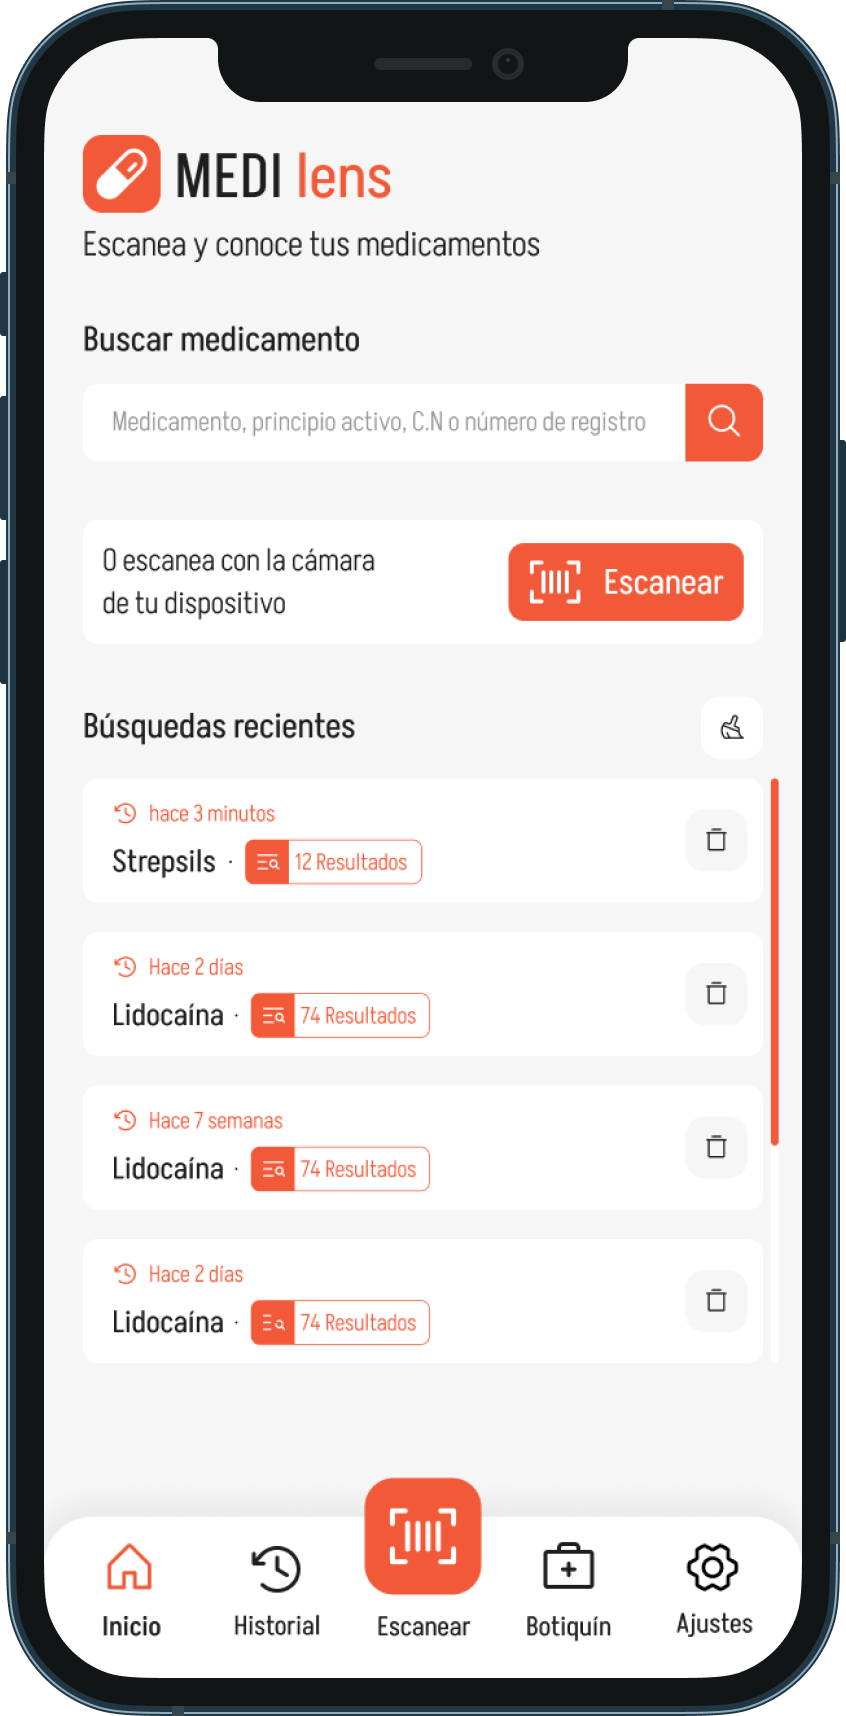 MEDI lens
Escanea y conoce tus medicamentos
Buscar medicamento
Medicamento, principio activo, C.N o número de registro
O escanea con la cámara
de tu dispositivo
Escanear
Búsquedas recientes
hace 3 minutos
Strepsils · 12 Resultados
Hace 2 días
Lidocaína · 74 Resultados
Hace 7 semanas
Lidocaína · 74 Resultados
Hace 2 días
Lidocaína · 74 Resultados
Inicio
Historial
Escanear
Botiquín
Ajustes